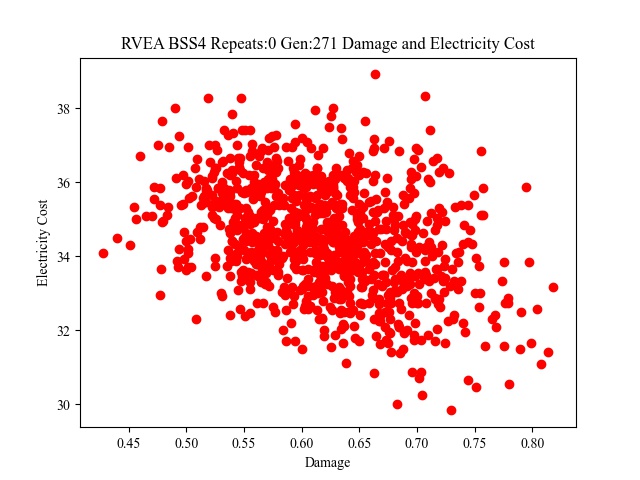 RVEA BSS4 Repeats:0 Gen:271 Damage and Electricity Cost
38
36
34
32
30
Electricity Cost
0.45 0.50 0.55 0.60 0.65 0.70 0.75 0.80
Damage